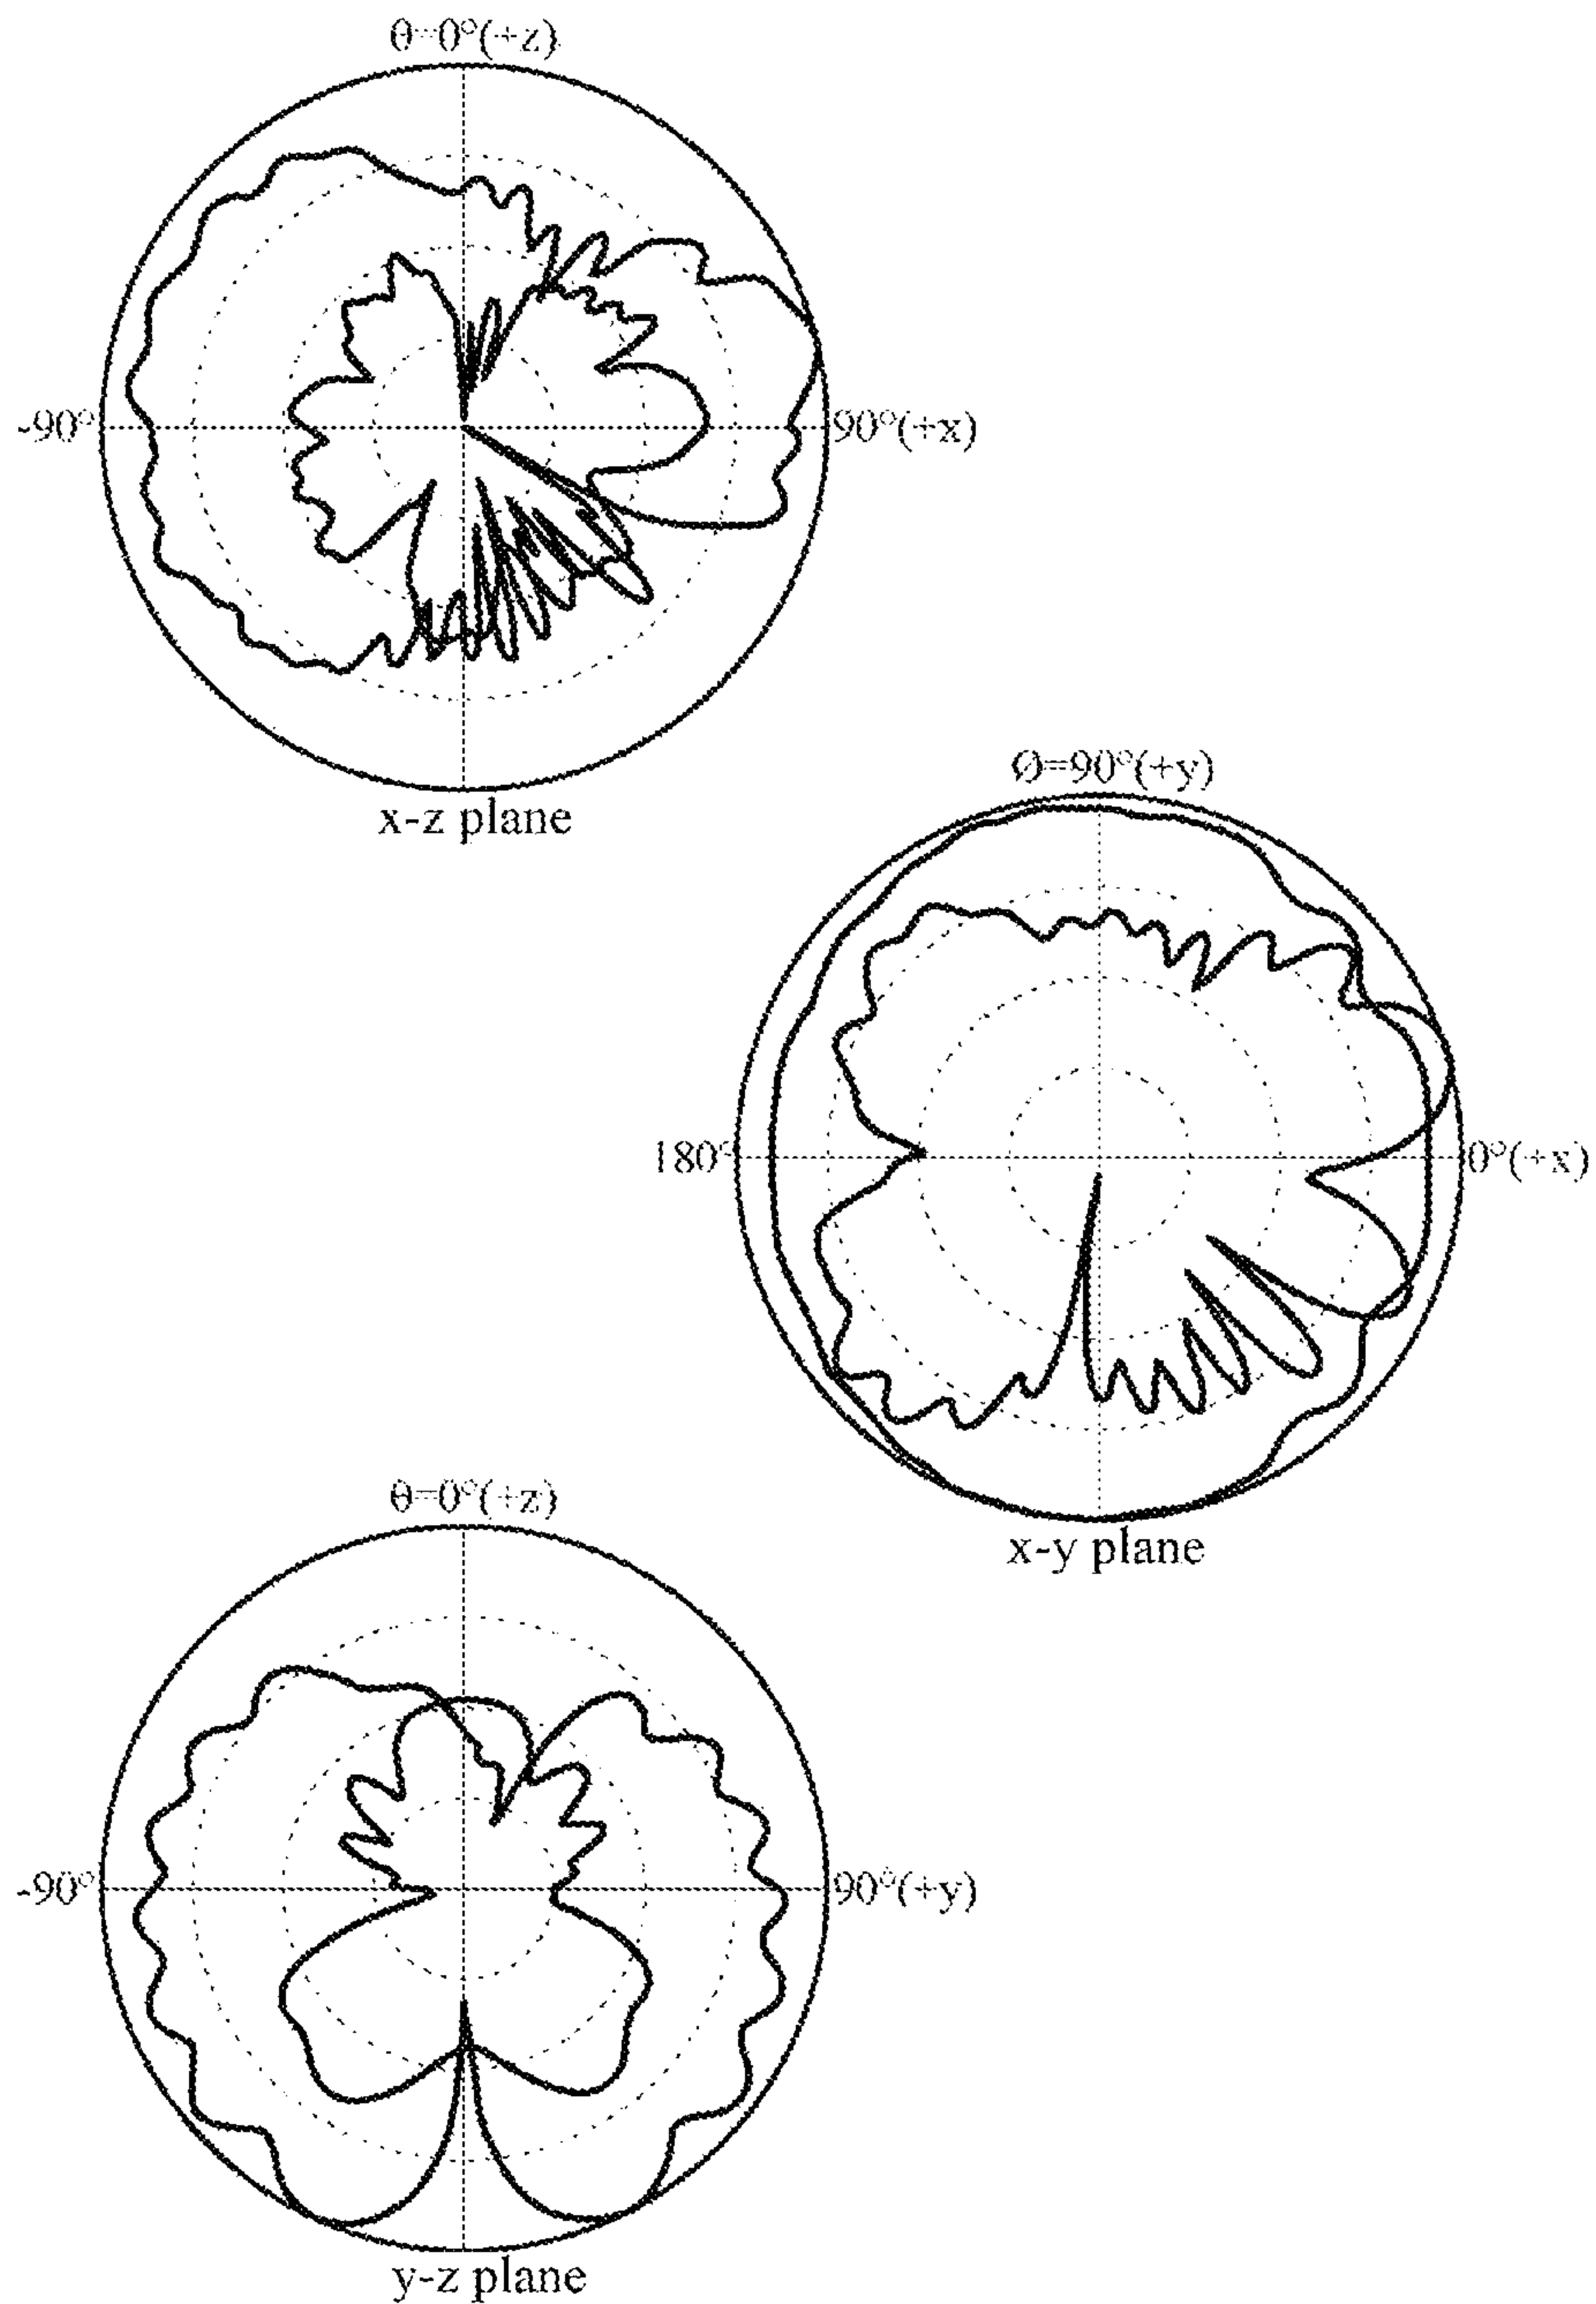 θ=0°(+z)
-90°
90°(+x)
x-z plane
Ø=90°(+y)
180°
0°(+x)
x-y plane
θ=0°(+z)
-90°
90°(+y)
y-z plane